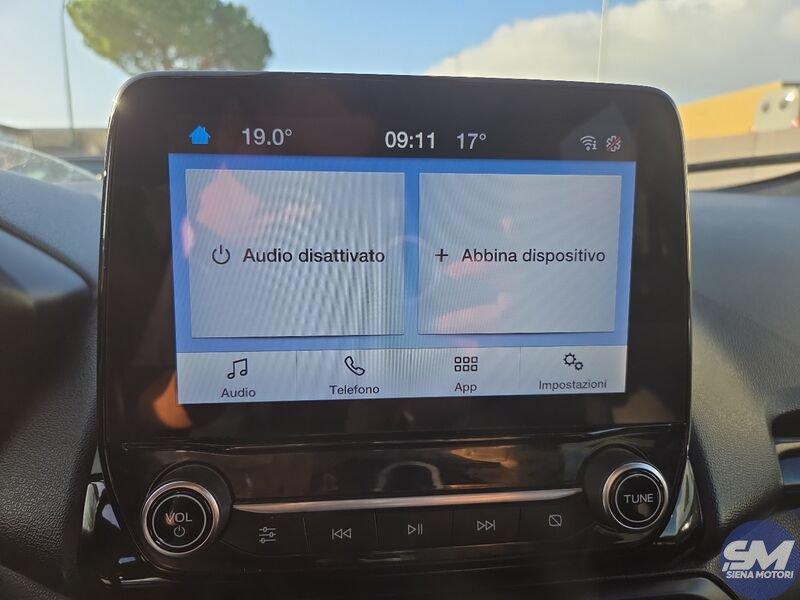 19.0° 09:11 17°
Audio disattivato
+ Abbina dispositivo
Audio Telefono App Impostazioni
VOL
TUNE
SM
SIENA MOTORI